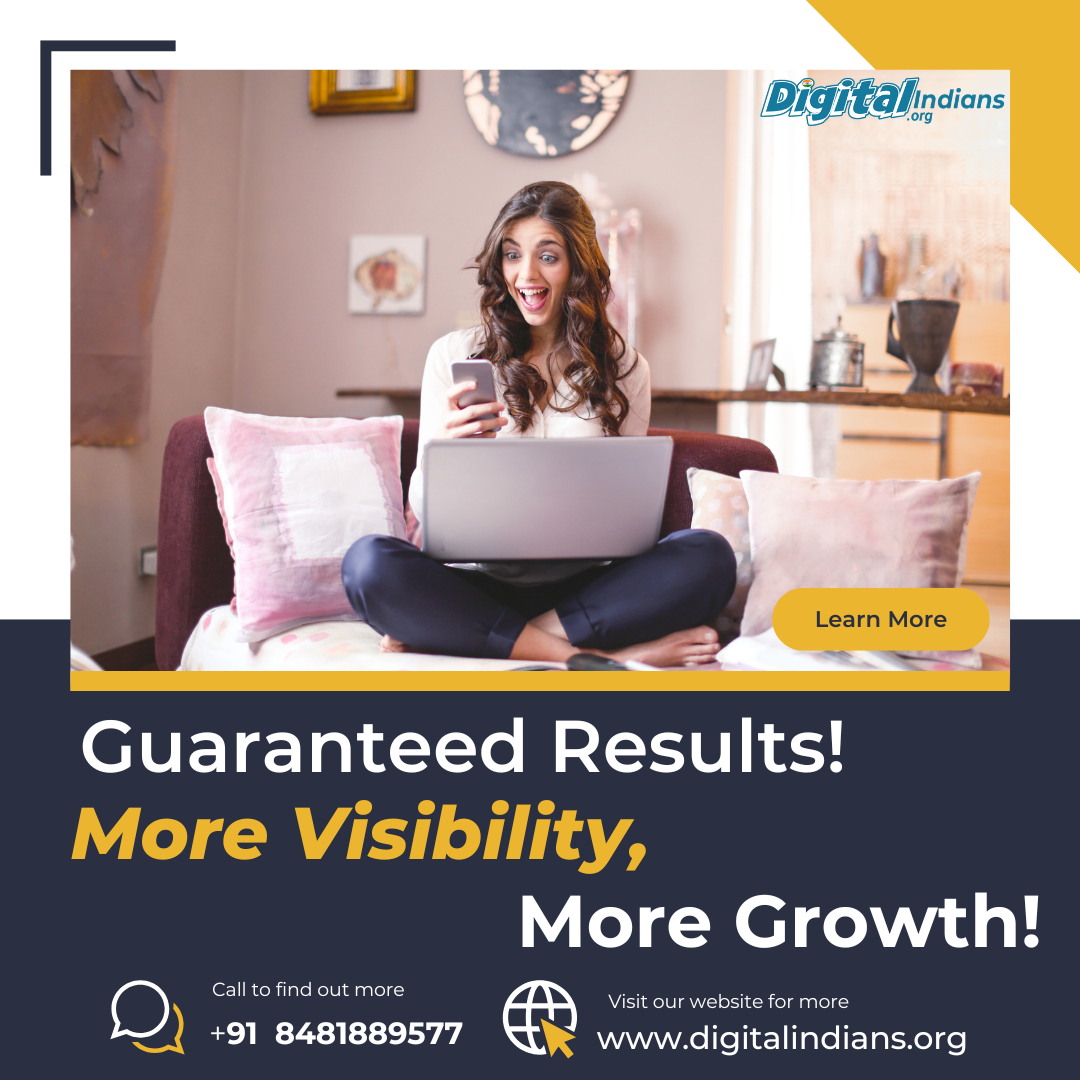 Digital Indians
.org
Learn More
Guaranteed Results!
More Visibility,
More Growth!
Call to find out more
+91 8481889577
Visit our website for more
www.digitalindians.org